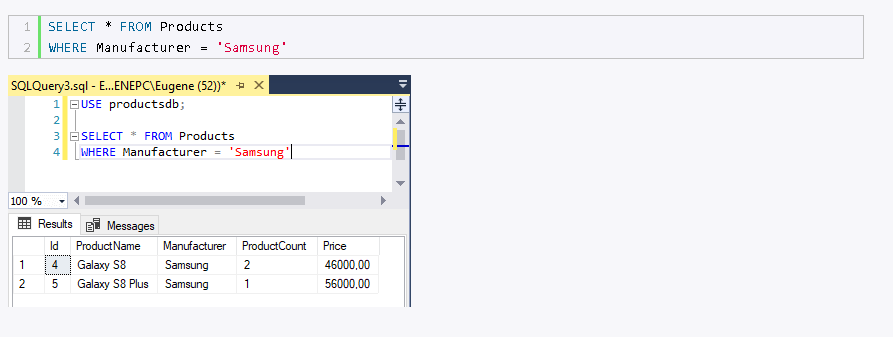 1 SELECT * FROM Products
2 WHERE Manufacturer = 'Samsung'
SQLQuery3.sql - E...ENEPC\Eugene (52))*
1 USE productsdb;
2
3 SELECT * FROM Products
4 WHERE Manufacturer = 'Samsung'
100 %
Results Messages
Id ProductName Manufacturer ProductCount Price
1 4 Galaxy S8 Samsung 2 46000,00
2 5 Galaxy S8 Plus Samsung 1 56000,00